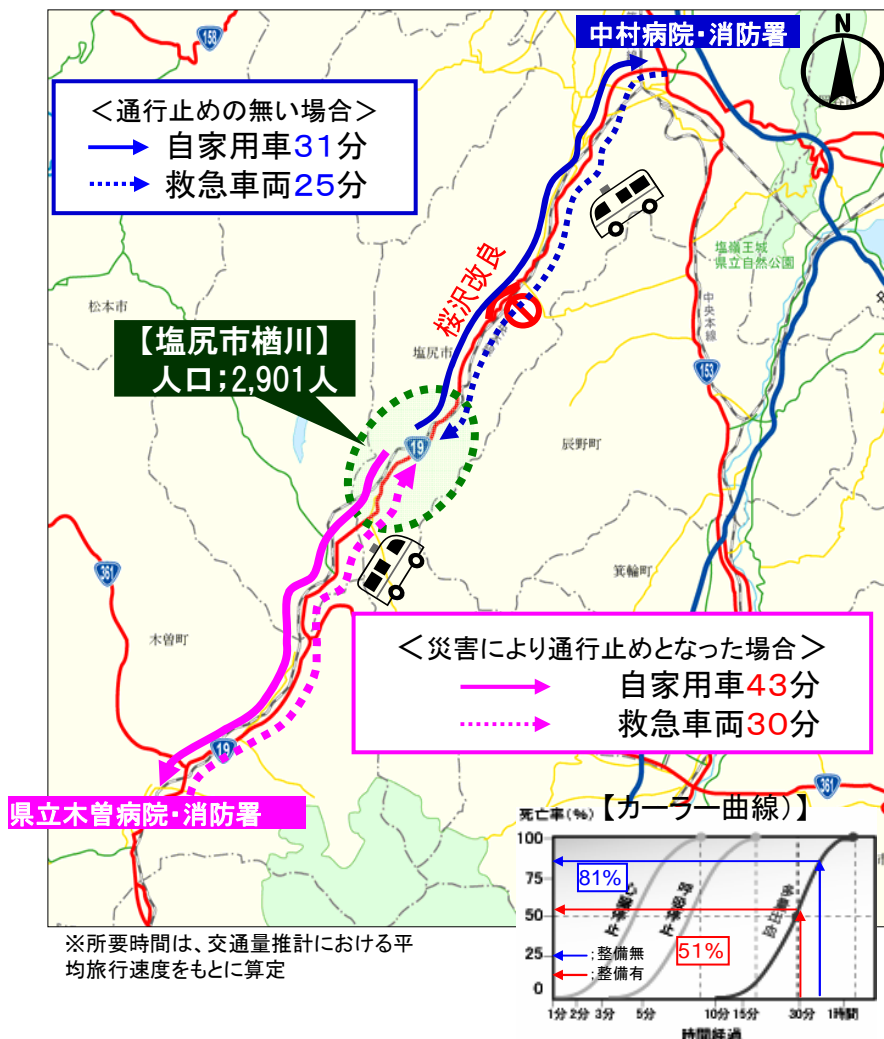 158
中村病院・消防署
N
＜通行止めの無い場合＞
自家用車31分
救急車両25分
塩嶺王城
県立自然公園
中央本線
153
桜沢改良
松本市
塩尻市
【塩尻市楢川】
人口;2,901人
19
辰野町
箕輪町
361
木曽町
＜災害により通行止めとなった場合＞
自家用車43分
救急車両30分
19
361
県立木曽病院・消防署
【カーラー曲線）】
死亡率(%)
100
75
50
25
0
81%
51%
心臓停止
呼吸停止
多量出血
;整備無
;整備有
1分 2分 3分 5分 10分 15分 30分 1時間
時間経過
※所要時間は、交通量推計における平
均旅行速度をもとに算定